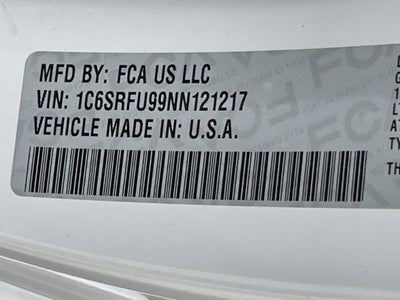 MFD BY: FCA US LLC
VIN: 1C6SRFU99NN121217
VEHICLE MADE IN: U.S.A.